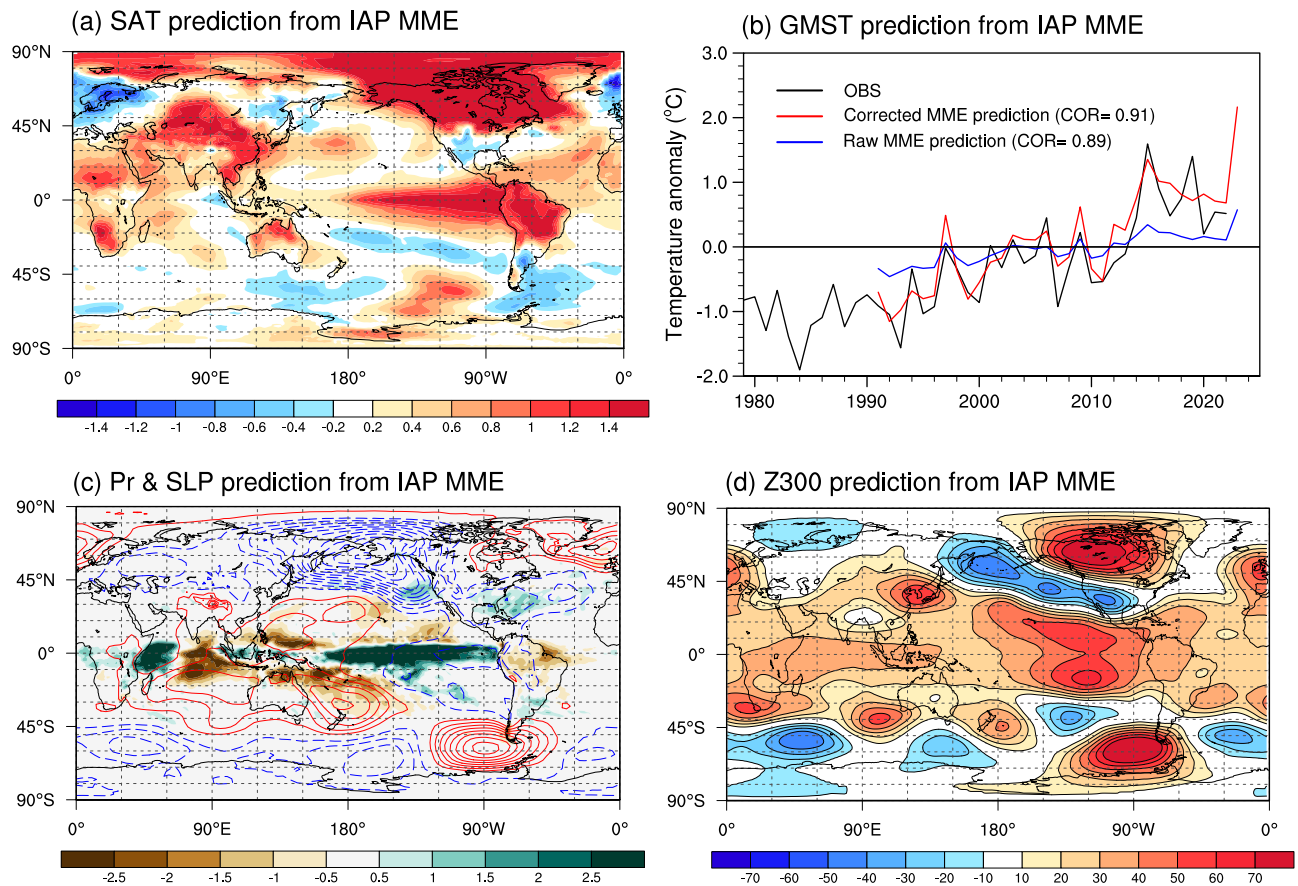 (a) SAT prediction from IAP MME
90°N
45°N
0°
45°S
90°S
0° 90°E 180° 90°W 0°
-1.4 -1.2 -1 -0.8 -0.6 -0.4 -0.2 0.2 0.4 0.6 0.8 1 1.2 1.4
(b) GMST prediction from IAP MME
Temperature anomaly (°C)
3.0
2.0
1.0
0.0
-1.0
-2.0
OBS
Corrected MME prediction (COR= 0.91)
Raw MME prediction (COR= 0.89)
1980 1990 2000 2010 2020
(c) Pr & SLP prediction from IAP MME
90°N
45°N
0°
45°S
90°S
0° 90°E 180° 90°W 0°
-2.5 -2 -1.5 -1 -0.5 0.5 1 1.5 2 2.5
(d) Z300 prediction from IAP MME
90°N
45°N
0°
45°S
90°S
0° 90°E 180° 90°W 0°
-70 -60 -50 -40 -30 -20 -10 10 20 30 40 50 60 70